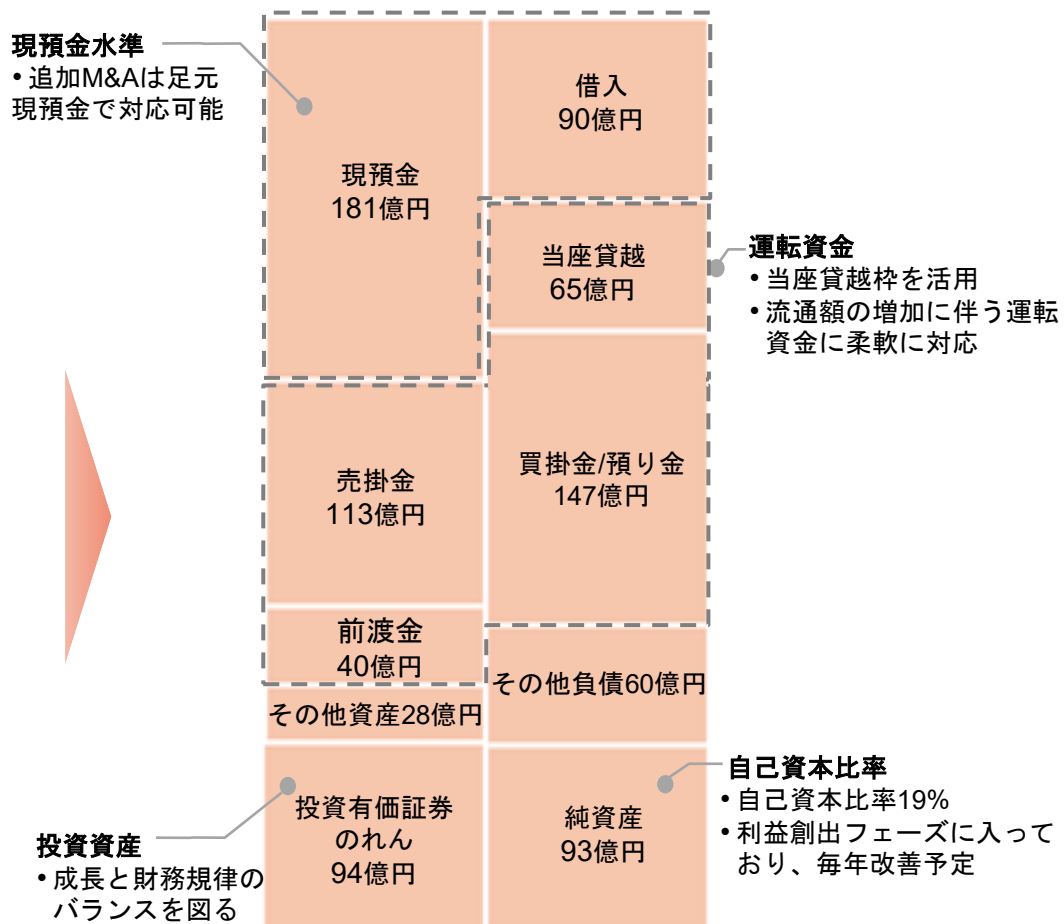 現預金水準
• 追加M&Aは足元
現預金で対応可能
現預金
181億円
借入
90億円
当座貸越
65億円
運転資金
• 当座貸越枠を活用
• 流通額の増加に伴う運転
資金に柔軟に対応
売掛金
113億円
買掛金/預り金
147億円
前渡金
40億円
その他負債60億円
その他資産28億円
投資有価証券
のれん
94億円
純資産
93億円
自己資本比率
• 自己資本比率19%
• 利益創出フェーズに入って
おり、毎年改善予定
投資資産
• 成長と財務規律の
バランスを図る